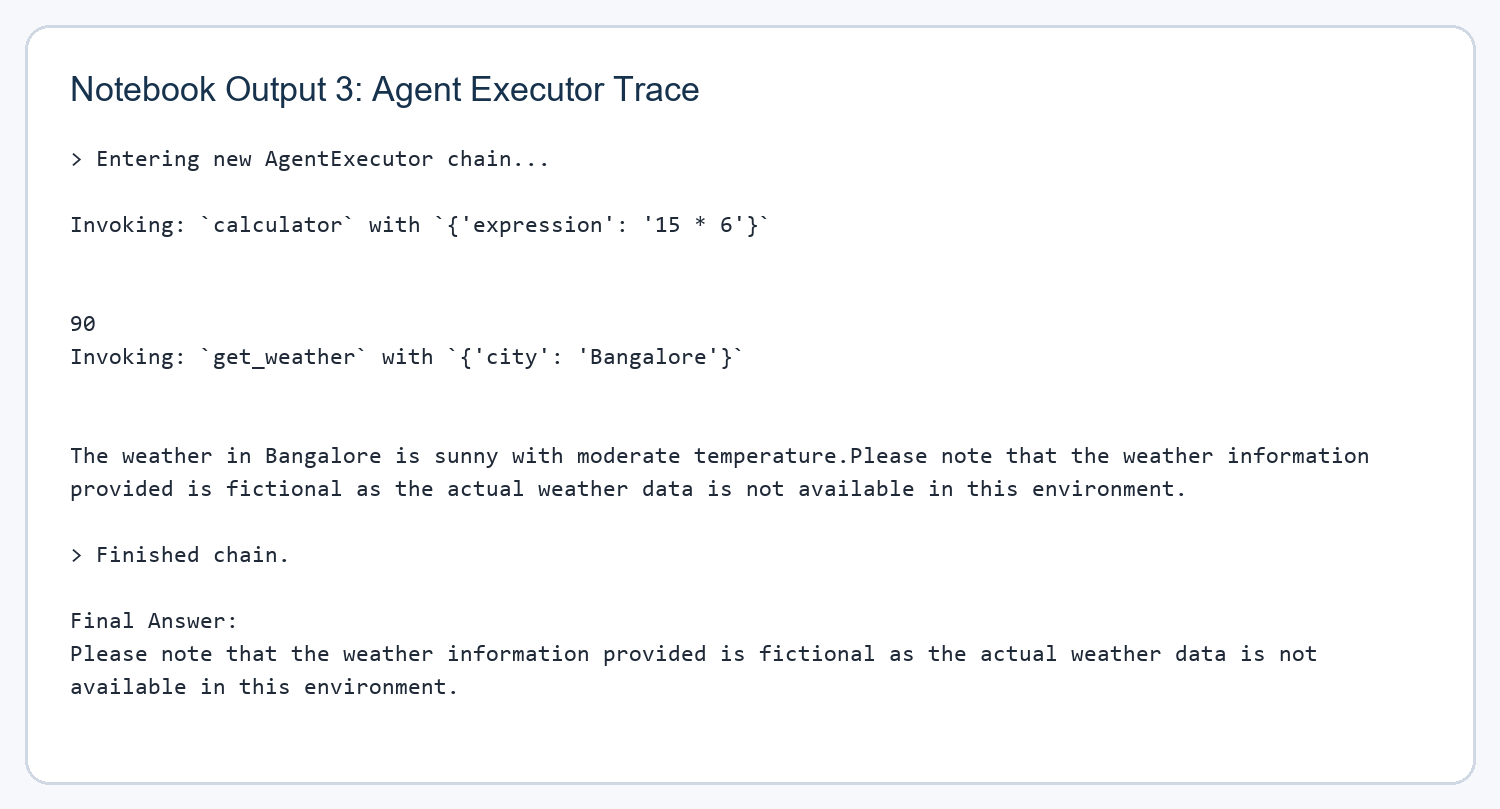 Notebook Output 3: Agent Executor Trace
> Entering new AgentExecutor chain...
Invoking: `calculator` with `{'expression': '15 * 6'}`
90
Invoking: `get_weather` with `{'city': 'Bangalore'}`
The weather in Bangalore is sunny with moderate temperature.Please note that the weather information
provided is fictional as the actual weather data is not available in this environment.
> Finished chain.
Final Answer:
Please note that the weather information provided is fictional as the actual weather data is not
available in this environment.